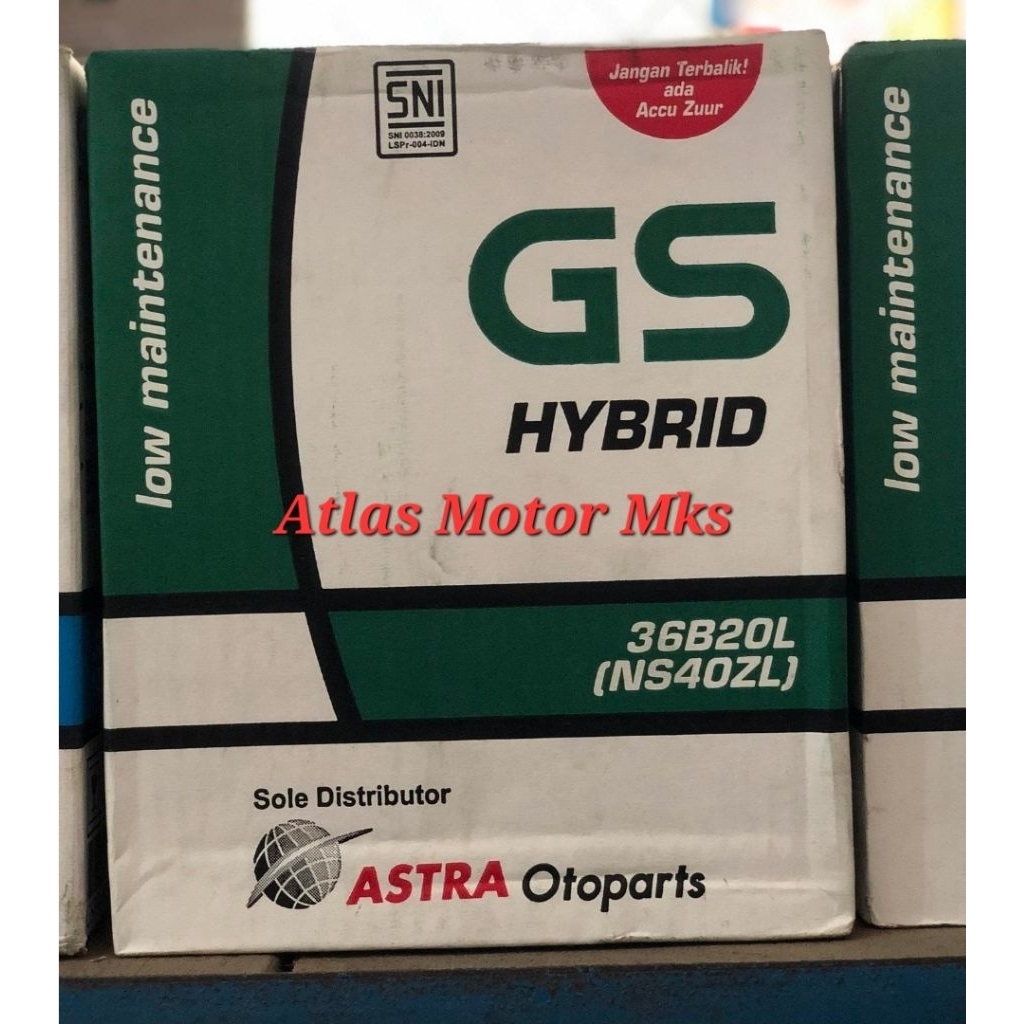 low maintenance
SNI
SNI 0038:2009
LSPr-004-IDN
Jangan Terbalik!
ada
Accu Zuur
GS
HYBRID
Atlas Motor Mks
36B20L
(NS40ZL)
Sole Distributor
ASTRA Otoparts
low maintenance